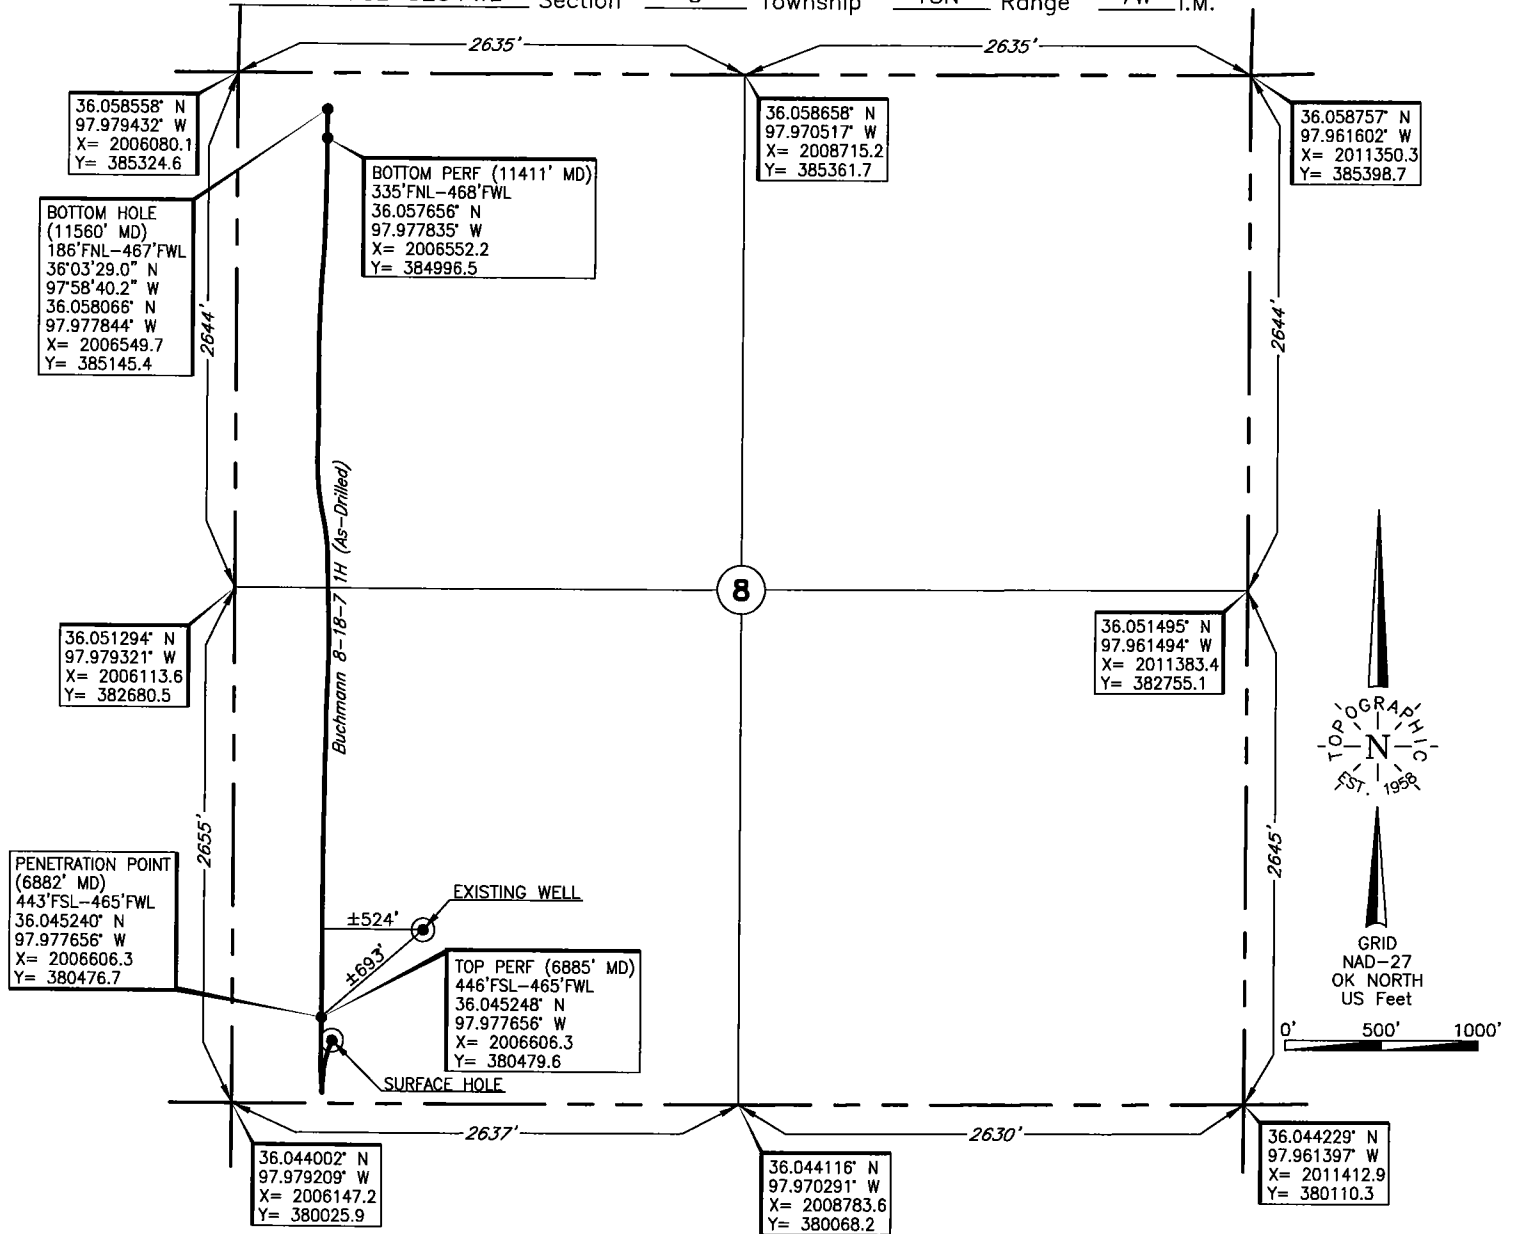 Section 8 Township 18N Range 7W I.M.
2635'
2635'
36.058558° N
97.979432° W
X= 2006080.1
Y= 385324.6
36.058658° N
97.970517° W
X= 2008715.2
Y= 385361.7
36.058757° N
97.961602° W
X= 2011350.3
Y= 385398.7
BOTTOM PERF (11411' MD)
335'FNL-468'FWL
36.057656° N
97.977835° W
X= 2006552.2
Y= 384996.5
BOTTOM HOLE
(11560' MD)
186'FNL-467'FWL
36°03'29.0" N
97°58'40.2" W
36.058066° N
97.977844° W
X= 2006549.7
Y= 385145.4
2644'
2644'
Buchmann 8-18-7 1H (As-Drilled)
8
36.051294° N
97.979321° W
X= 2006113.6
Y= 382680.5
36.051495° N
97.961494° W
X= 2011383.4
Y= 382755.1
TOPOGRAPHIC
N
EST. 1958
2655'
2645'
PENETRATION POINT
(6882' MD)
443'FSL-465'FWL
36.045240° N
97.977656° W
X= 2006606.3
Y= 380476.7
EXISTING WELL
±524'
±693'
TOP PERF (6885' MD)
446'FSL-465'FWL
36.045248° N
97.977656° W
X= 2006606.3
Y= 380479.6
SURFACE HOLE
GRID
NAD-27
OK NORTH
US Feet
0' 500' 1000'
2637'
2630'
36.044002° N
97.979209° W
X= 2006147.2
Y= 380025.9
36.044116° N
97.970291° W
X= 2008783.6
Y= 380068.2
36.044229° N
97.961397° W
X= 2011412.9
Y= 380110.3